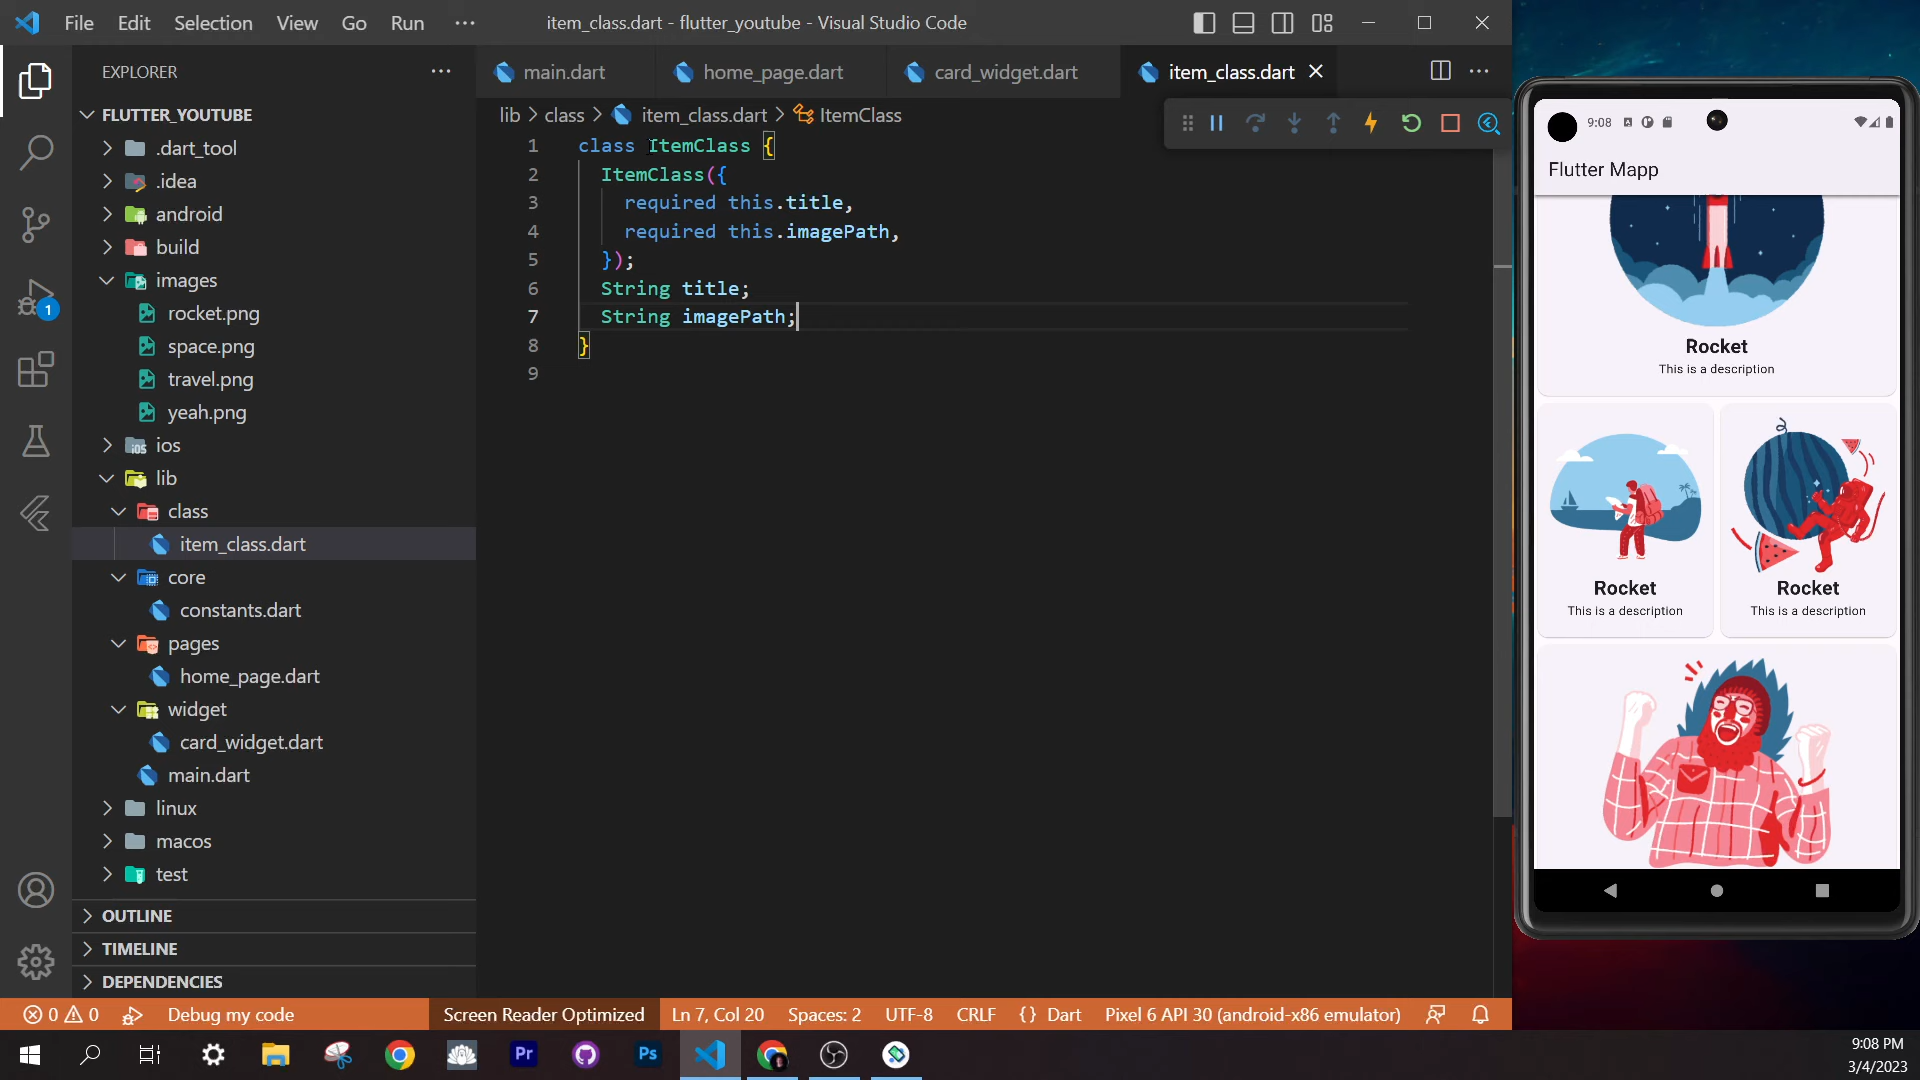 File Edit Selection View Go Run ···
item_class.dart - flutter_youtube - Visual Studio Code
EXPLORER
main.dart
home_page.dart
card_widget.dart
item_class.dart
lib > class > item_class.dart > ItemClass
FLUTTER_YOUTUBE
.dart_tool
.idea
android
build
images
rocket.png
space.png
travel.png
yeah.png
ios
lib
class
item_class.dart
core
constants.dart
pages
home_page.dart
widget
card_widget.dart
main.dart
linux
macos
test
OUTLINE
TIMELINE
DEPENDENCIES
1 class ItemClass {
2 ItemClass({
3 required this.title,
4 required this.imagePath,
5 });
6 String title;
7 String imagePath;
8 }
9
9:08
Flutter Mapp
Rocket
This is a description
Rocket
This is a description
Rocket
This is a description
1
iOS
0 0 Debug my code
Screen Reader Optimized
Ln 7, Col 20
Spaces: 2
UTF-8
CRLF
{ } Dart
Pixel 6 API 30 (android-x86 emulator)
Pr
Ps
9:08 PM
3/4/2023